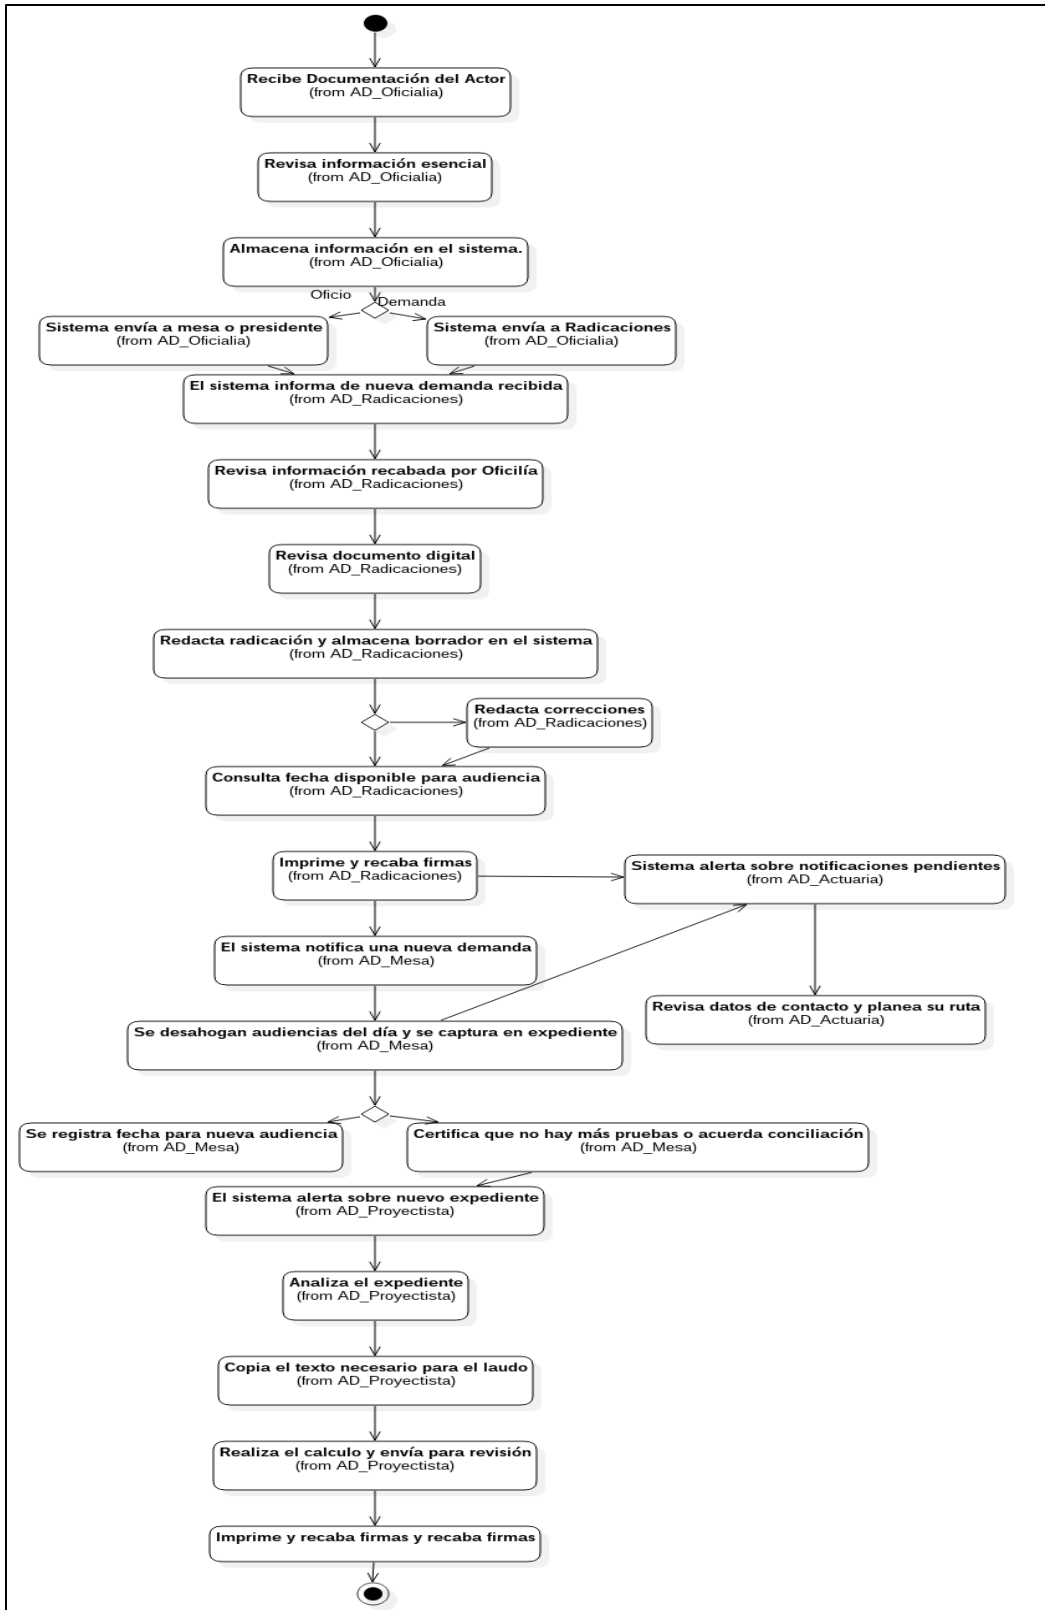 Recibe Documentación del Actor
(from AD_Oficialia)
Revisa información esencial
(from AD_Oficialia)
Almacena información en el sistema.
(from AD_Oficialia)
Oficio
Demanda
Sistema envía a mesa o presidente
(from AD_Oficialia)
Sistema envía a Radicaciones
(from AD_Oficialia)
El sistema informa de nueva demanda recibida
(from AD_Radicaciones)
Revisa información recabada por Oficilía
(from AD_Radicaciones)
Revisa documento digital
(from AD_Radicaciones)
Redacta radicación y almacena borrador en el sistema
(from AD_Radicaciones)
Redacta correcciones
(from AD_Radicaciones)
Consulta fecha disponible para audiencia
(from AD_Radicaciones)
Imprime y recaba firmas
(from AD_Radicaciones)
Sistema alerta sobre notificaciones pendientes
(from AD_Actuaria)
El sistema notifica una nueva demanda
(from AD_Mesa)
Revisa datos de contacto y planea su ruta
(from AD_Actuaria)
Se desahogan audiencias del día y se captura en expediente
(from AD_Mesa)
Se registra fecha para nueva audiencia
(from AD_Mesa)
Certifica que no hay más pruebas o acuerda conciliación
(from AD_Mesa)
El sistema alerta sobre nuevo expediente
(from AD_Proyectista)
Analiza el expediente
(from AD_Proyectista)
Copia el texto necesario para el laudo
(from AD_Proyectista)
Realiza el calculo y envía para revisión
(from AD_Proyectista)
Imprime y recaba firmas y recaba firmas